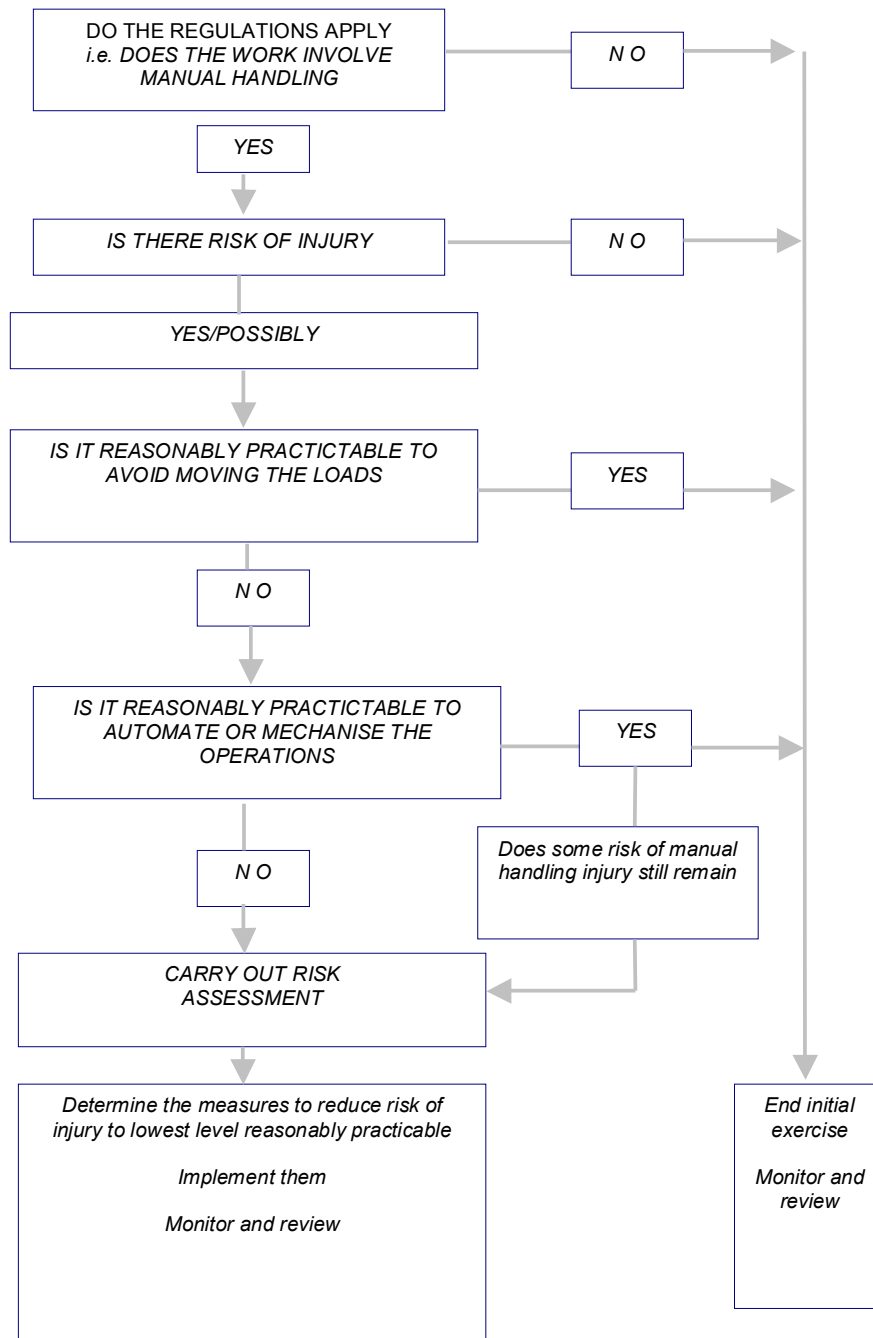 DO THE REGULATIONS APPLY
i.e. DOES THE WORK INVOLVE
MANUAL HANDLING
N O
YES
IS THERE RISK OF INJURY
N O
YES/POSSIBLY
IS IT REASONABLY PRACTICTABLE TO
AVOID MOVING THE LOADS
YES
N O
IS IT REASONABLY PRACTICTABLE TO
AUTOMATE OR MECHANISE THE
OPERATIONS
YES
Does some risk of manual
handling injury still remain
N O
CARRY OUT RISK
ASSESSMENT
Determine the measures to reduce risk of
injury to lowest level reasonably practicable
Implement them
Monitor and review
End initial
exercise
Monitor and
review